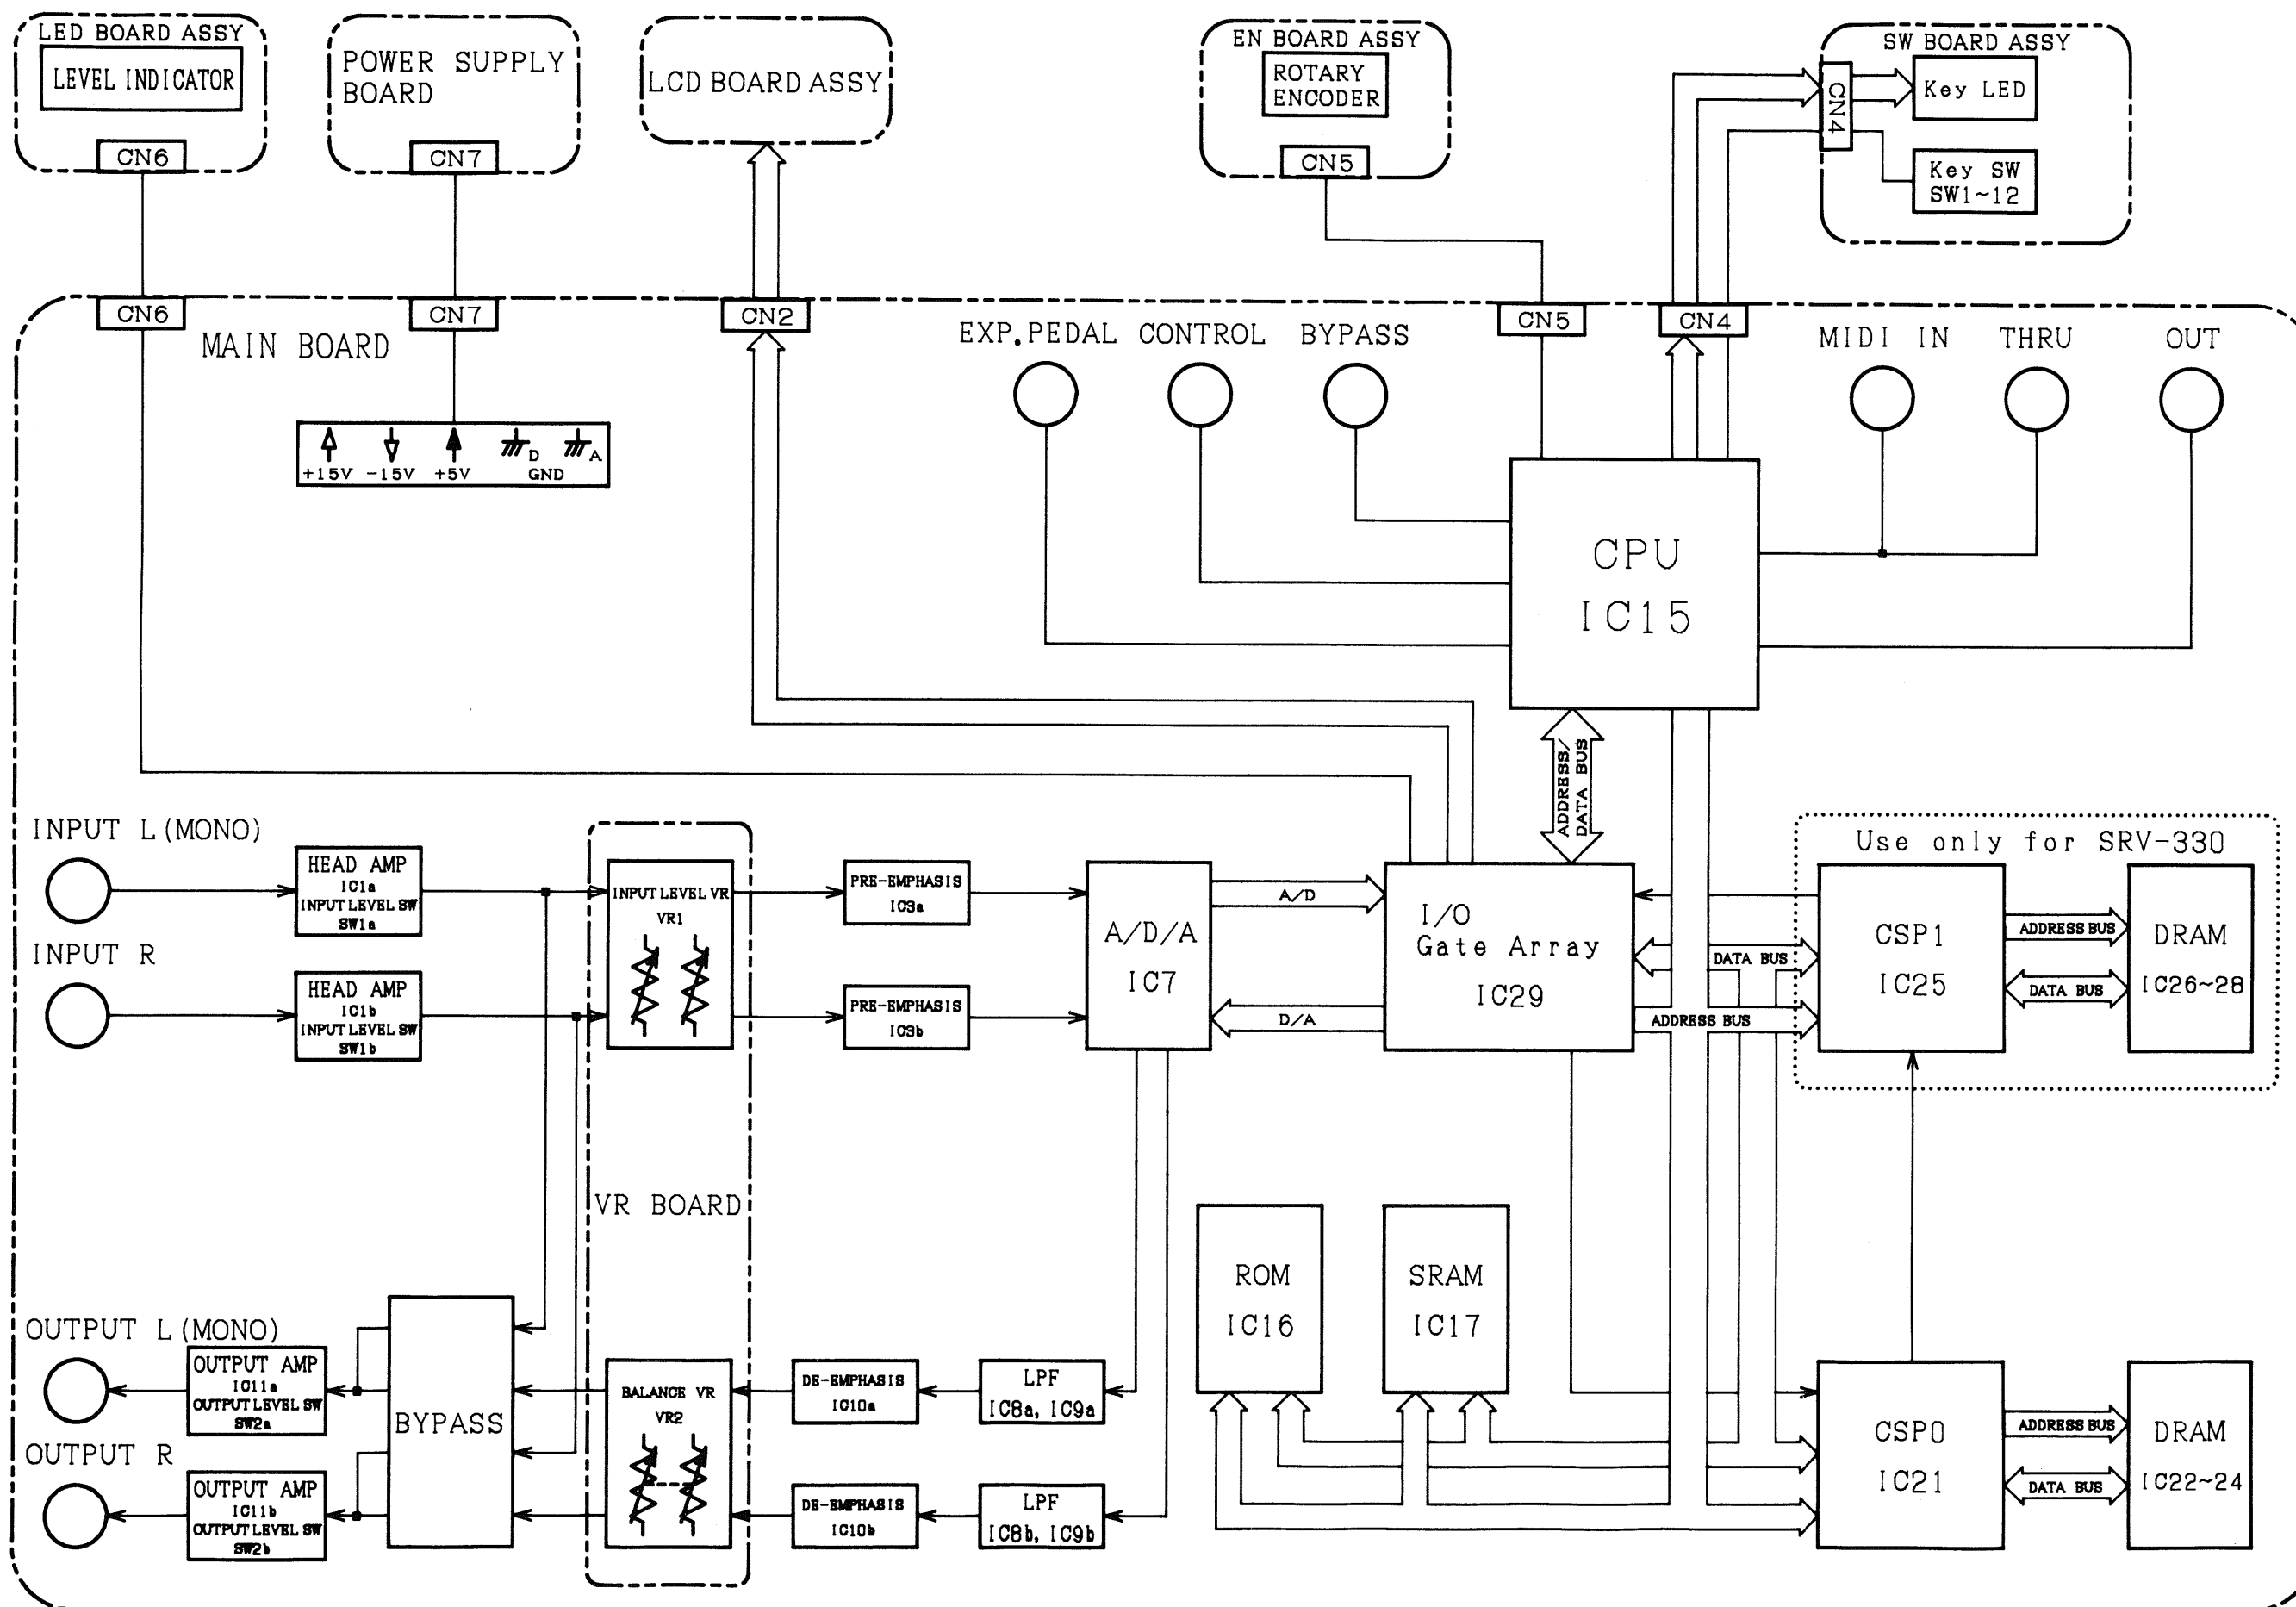 LED BOARD ASSY
LEVEL INDICATOR
CN6
POWER SUPPLY
BOARD
CN7
LCD BOARD ASSY
EN BOARD ASSY
ROTARY
ENCODER
CN5
SW BOARD ASSY
CN4
Key LED
Key SW
SW1~12
CN6
CN7
CN2
CN5
CN4
MAIN BOARD
+15V
-15V
+5V
D
GND
A
EXP.PEDAL
CONTROL
BYPASS
MIDI IN
THRU
OUT
CPU
IC15
ADDRESS/
DATA BUS
INPUT L(MONO)
HEAD AMP
IC1a
INPUT LEVEL SW
SW1a
INPUT R
HEAD AMP
IC1b
INPUT LEVEL SW
SW1b
INPUT LEVEL VR
VR1
PRE-EMPHASIS
IC3a
PRE-EMPHASIS
IC3b
A/D/A
IC7
A/D
D/A
I/O
Gate Array
IC29
DATA BUS
ADDRESS BUS
Use only for SRV-330
CSP1
IC25
ADDRESS BUS
DATA BUS
DRAM
IC26~28
VR BOARD
ROM
IC16
SRAM
IC17
OUTPUT L(MONO)
OUTPUT AMP
IC11a
OUTPUT LEVEL SW
SW2a
OUTPUT R
OUTPUT AMP
IC11b
OUTPUT LEVEL SW
SW2b
BYPASS
BALANCE VR
VR2
DE-EMPHASIS
IC10a
DE-EMPHASIS
IC10b
LPF
IC8a, IC9a
LPF
IC8b, IC9b
CSP0
IC21
ADDRESS BUS
DATA BUS
DRAM
IC22~24